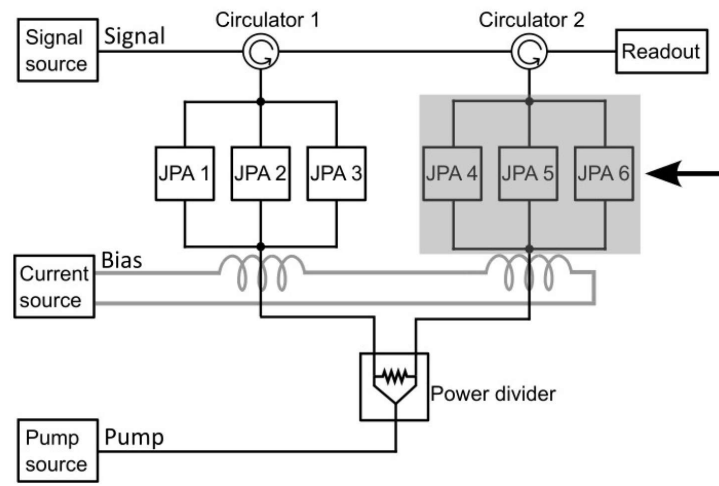 Circulator 1
Circulator 2
Signal
source
Signal
Readout
JPA 1
JPA 2
JPA 3
JPA 4
JPA 5
JPA 6
Bias
Current
source
Power divider
Pump
source
Pump